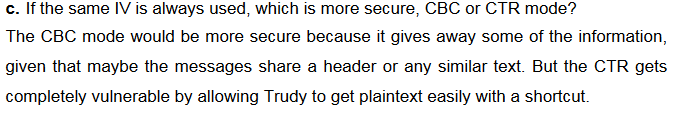 c. If the same IV is always used, which is more secure, CBC or CTR mode?
The CBC mode would be more secure because it gives away some of the information,
given that maybe the messages share a header or any similar text. But the CTR gets
completely vulnerable by allowing Trudy to get plaintext easily with a shortcut.